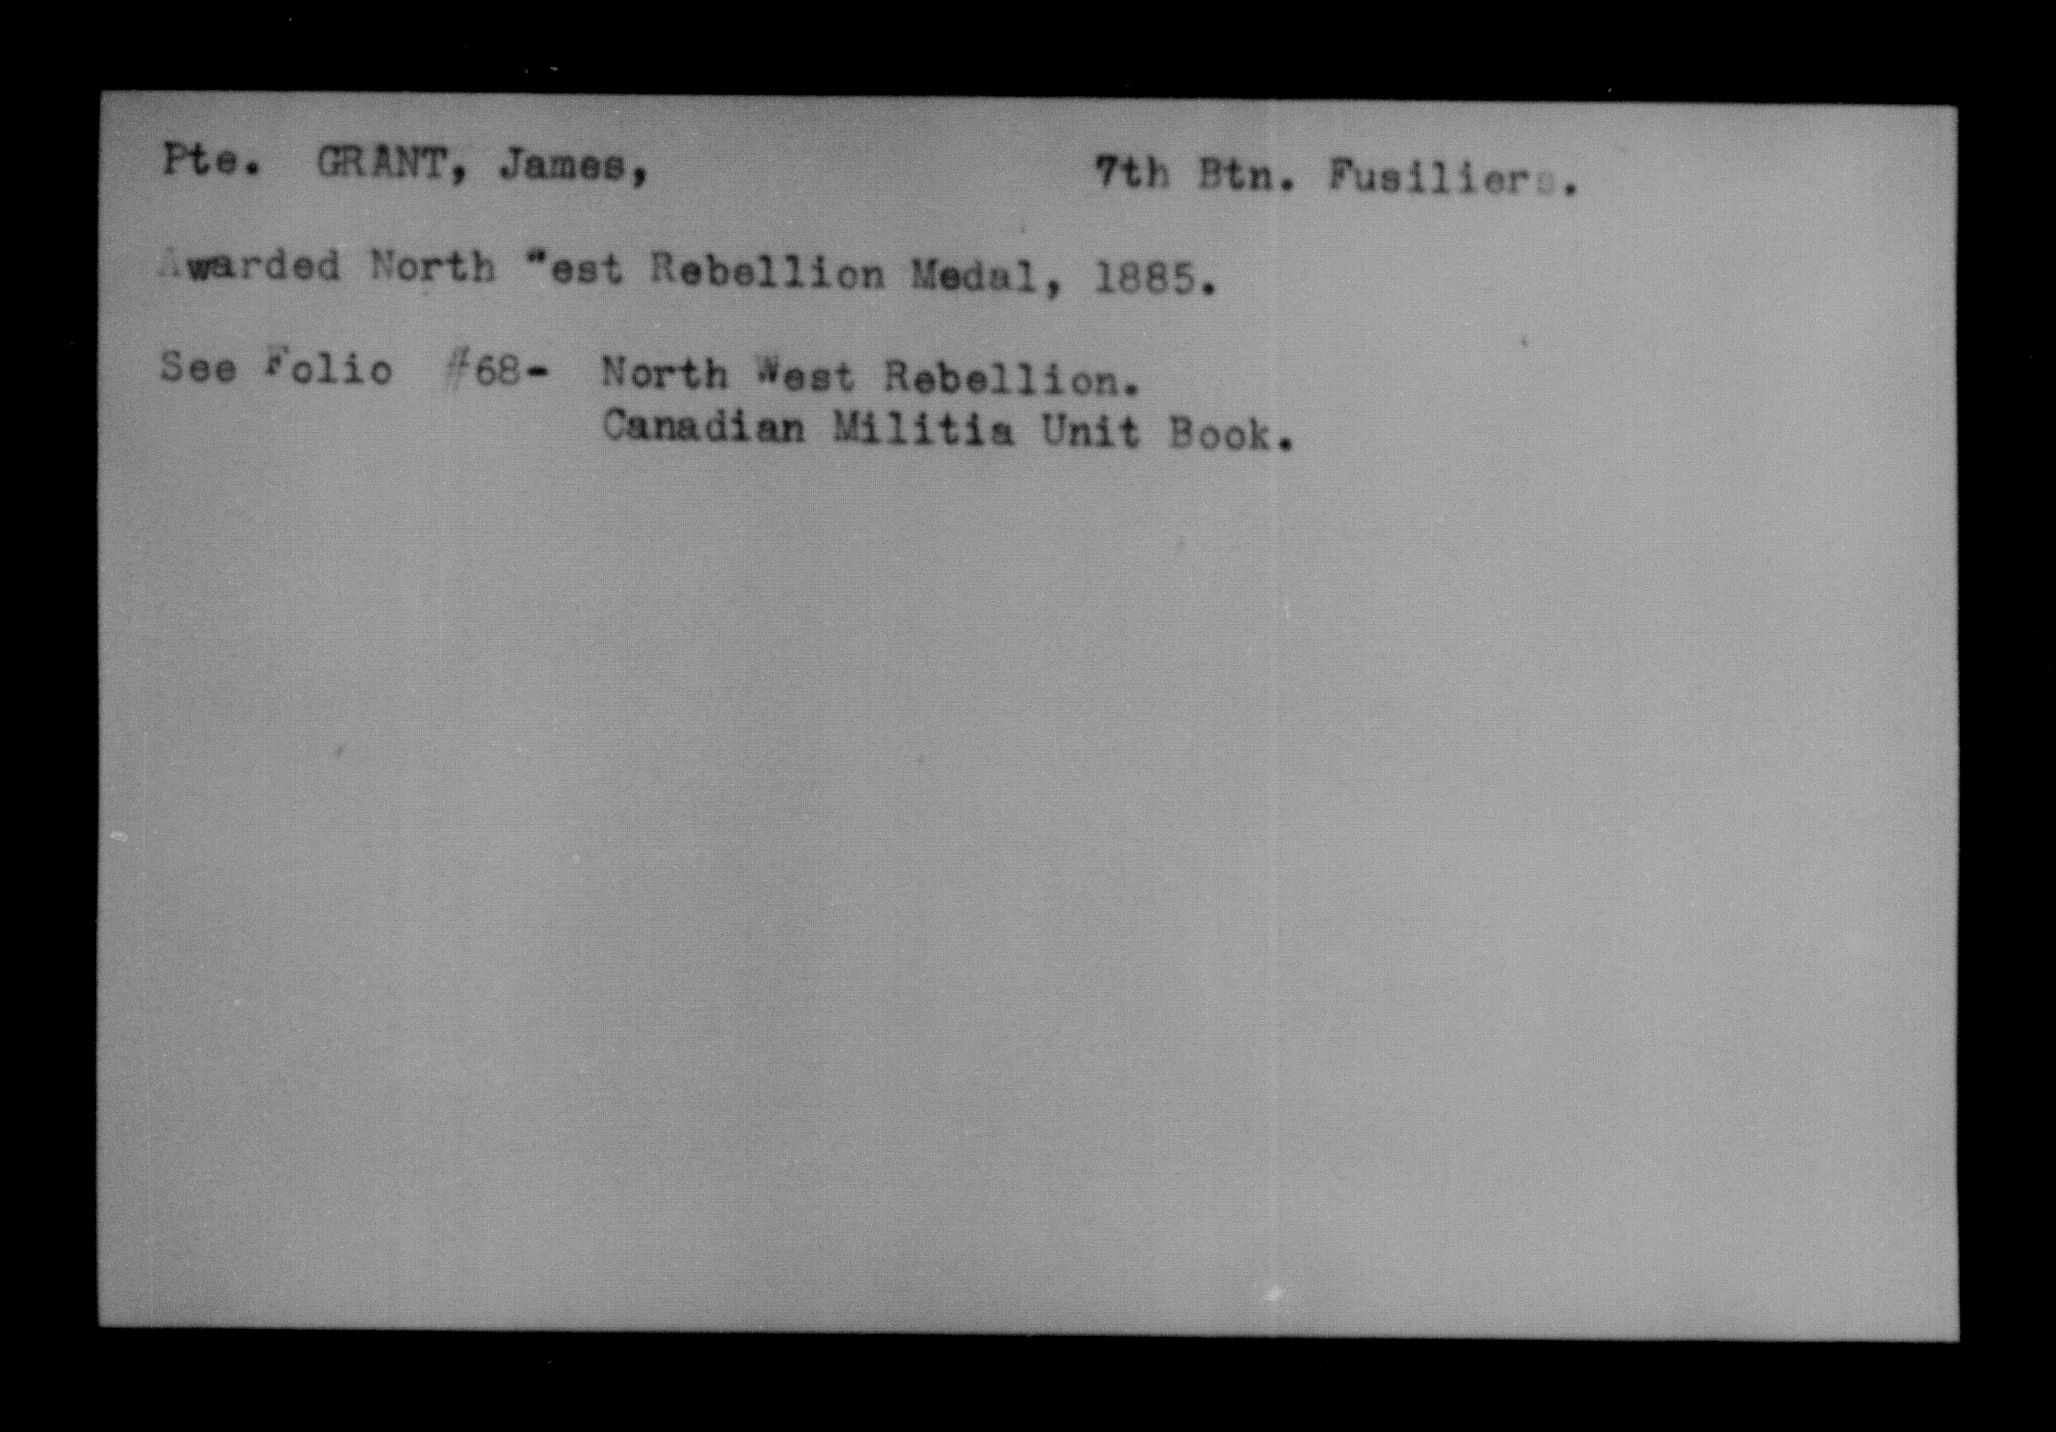 Pte. GRANT, James, 7th Btn. Fusiliers.
Awarded North "est Rebellion Medal, 1885.
See Folio #68- North West Rebellion.
Canadian Militia Unit Book.